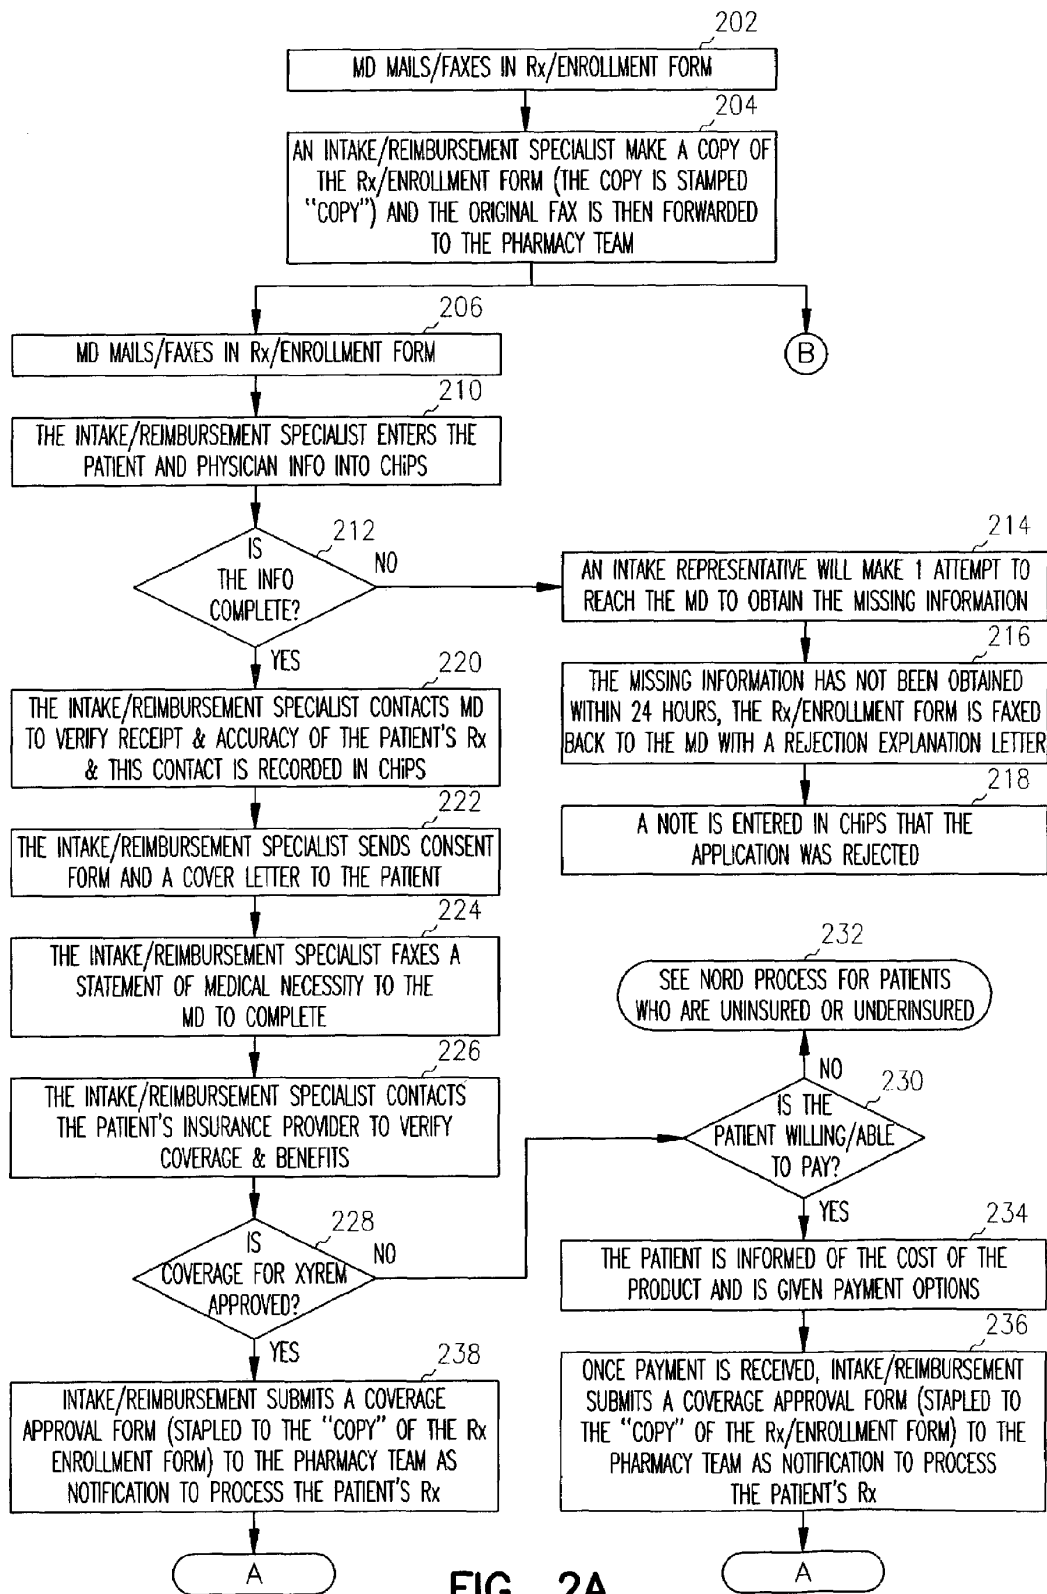 202
MD MAILS/FAXES IN Rx/ENROLLMENT FORM
204
AN INTAKE/REIMBURSEMENT SPECIALIST MAKE A COPY OF
THE Rx/ENROLLMENT FORM (THE COPY IS STAMPED
"COPY") AND THE ORIGINAL FAX IS THEN FORWARDED
TO THE PHARMACY TEAM
206
MD MAILS/FAXES IN Rx/ENROLLMENT FORM
B
210
THE INTAKE/REIMBURSEMENT SPECIALIST ENTERS THE
PATIENT AND PHYSICIAN INFO INTO CHiPS
212
IS
THE INFO
COMPLETE?
NO
YES
214
AN INTAKE REPRESENTATIVE WILL MAKE 1 ATTEMPT TO
REACH THE MD TO OBTAIN THE MISSING INFORMATION
216
THE MISSING INFORMATION HAS NOT BEEN OBTAINED
WITHIN 24 HOURS, THE Rx/ENROLLMENT FORM IS FAXED
BACK TO THE MD WITH A REJECTION EXPLANATION LETTER
218
A NOTE IS ENTERED IN CHiPS THAT THE
APPLICATION WAS REJECTED
220
THE INTAKE/REIMBURSEMENT SPECIALIST CONTACTS MD
TO VERIFY RECEIPT & ACCURACY OF THE PATIENT'S Rx
& THIS CONTACT IS RECORDED IN CHiPS
222
THE INTAKE/REIMBURSEMENT SPECIALIST SENDS CONSENT
FORM AND A COVER LETTER TO THE PATIENT
224
THE INTAKE/REIMBURSEMENT SPECIALIST FAXES A
STATEMENT OF MEDICAL NECESSITY TO THE
MD TO COMPLETE
226
THE INTAKE/REIMBURSEMENT SPECIALIST CONTACTS
THE PATIENT'S INSURANCE PROVIDER TO VERIFY
COVERAGE & BENEFITS
228
IS
COVERAGE FOR XYREM
APPROVED?
NO
YES
232
SEE NORD PROCESS FOR PATIENTS
WHO ARE UNINSURED OR UNDERINSURED
NO
230
IS THE
PATIENT WILLING/ABLE
TO PAY?
YES
234
THE PATIENT IS INFORMED OF THE COST OF THE
PRODUCT AND IS GIVEN PAYMENT OPTIONS
236
ONCE PAYMENT IS RECEIVED, INTAKE/REIMBURSEMENT
SUBMITS A COVERAGE APPROVAL FORM (STAPLED TO
THE "COPY" OF THE Rx/ENROLLMENT FORM) TO THE
PHARMACY TEAM AS NOTIFICATION TO PROCESS
THE PATIENT'S Rx
A
238
INTAKE/REIMBURSEMENT SUBMITS A COVERAGE
APPROVAL FORM (STAPLED TO THE "COPY" OF THE Rx
ENROLLMENT FORM) TO THE PHARMACY TEAM AS
NOTIFICATION TO PROCESS THE PATIENT'S Rx
A
FIG. 2A